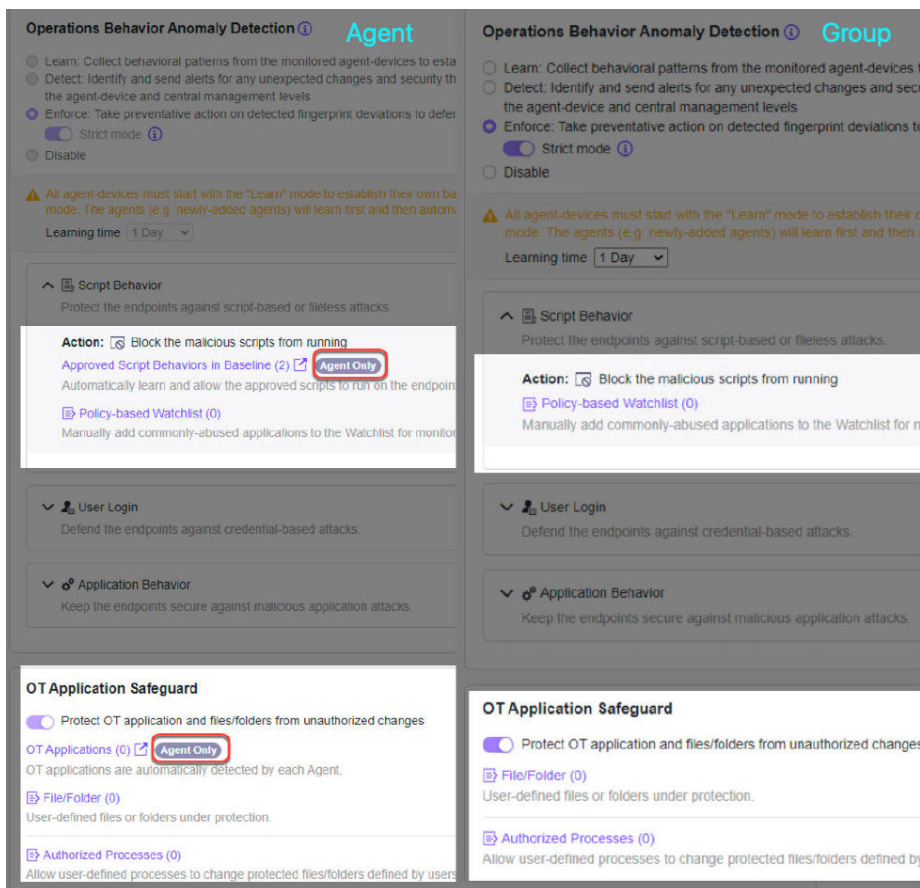 Operations Behavior Anomaly Detection
Agent
Learn: Collect behavioral patterns from the monitored agent-devices to esta
Detect: Identify and send alerts for any unexpected changes and security th
the agent-device and central management levels
Enforce: Take preventative action on detected fingerprint deviations to defer
Strict mode
Disable
All agent-devices must start with the "Learn" mode to establish their own ba
mode. The agents (e.g. newly-added agents) will learn first and then automa
Learning time 1 Day
Script Behavior
Protect the endpoints against script-based or fileless attacks
Action: Block the malicious scripts from running
Approved Script Behaviors in Baseline (2) Agent Only
Automatically learn and allow the approved scripts to run on the endpoin
Policy-based Watchlist (0)
Manually add commonly-abused applications to the Watchlist for monitor
User Login
Defend the endpoints against credential-based attacks.
Application Behavior
Keep the endpoints secure against malicious application attacks.
OT Application Safeguard
Protect OT application and files/folders from unauthorized changes
OT Applications (0) Agent Only
OT applications are automatically detected by each Agent.
File/Folder (0)
User-defined files or folders under protection.
Authorized Processes (0)
Allow user-defined processes to change protected files/folders defined by users
Operations Behavior Anomaly Detection
Group
Learn: Collect behavioral patterns from the monitored agent-devices t
Detect: Identify and send alerts for any unexpected changes and secu
the agent-device and central management levels
Enforce: Take preventative action on detected fingerprint deviations to
Strict mode
Disable
All agent-devices must start with the "Learn" mode to establish their o
mode. The agents (e.g. newly-added agents) will learn first and then a
Learning time 1 Day
Script Behavior
Protect the endpoints against script-based or fileless attacks.
Action: Block the malicious scripts from running
Policy-based Watchlist (0)
Manually add commonly-abused applications to the Watchlist for m
User Login
Defend the endpoints against credential-based attacks.
Application Behavior
Keep the endpoints secure against malicious application attacks.
OT Application Safeguard
Protect OT application and files/folders from unauthorized changes
File/Folder (0)
User-defined files or folders under protection.
Authorized Processes (0)
Allow user-defined processes to change protected files/folders defined by